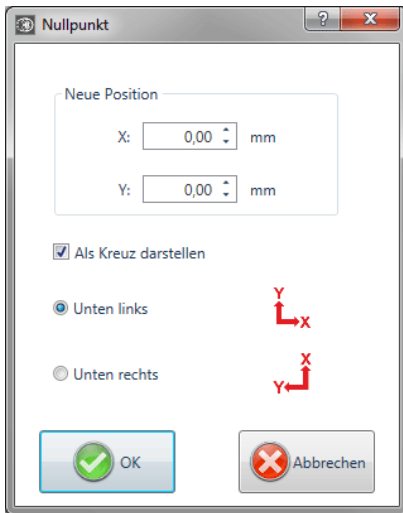 Nullpunkt
?
X
Neue Position
X: 0,00 mm
Y: 0,00 mm
Als Kreuz darstellen
Unten links
Y
X
Unten rechts
X
Y
OK
Abbrechen